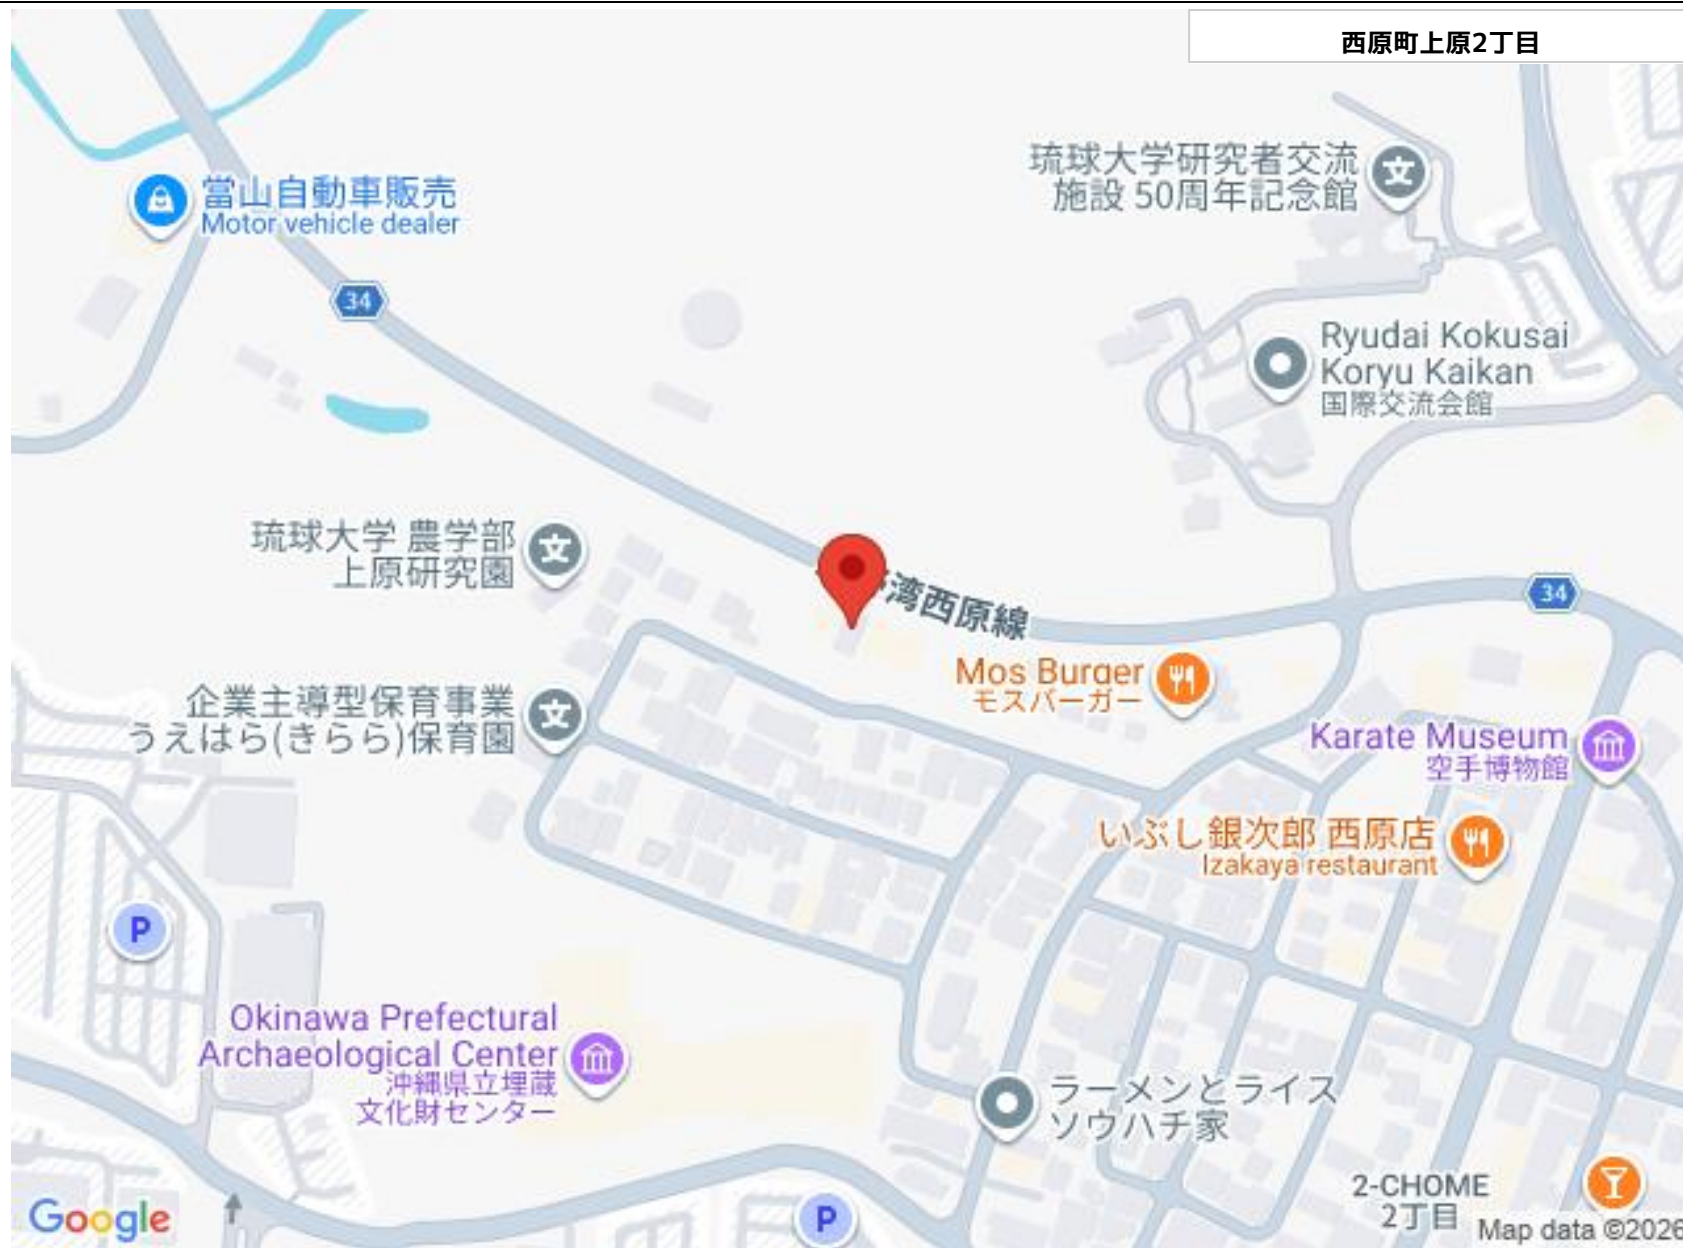 西原町上原2丁目
琉球大学研究者交流
施設 50周年記念館
當山自動車販売
Motor vehicle dealer
34
Ryudai Kokusai
Koryu Kaikan
国際交流会館
琉球大学 農学部
上原研究園
湾西原線
34
Mos Burger
モスバーガー
企業主導型保育事業
うえはら(きらら)保育園
Karate Museum
空手博物館
いぶし銀次郎 西原店
Izakaya restaurant
P
Okinawa Prefectural
Archaeological Center
沖縄県立埋蔵
文化財センター
ラーメンとライス
ソウハチ家
2-CHOME
2丁目
P
Google
Map data ©2026